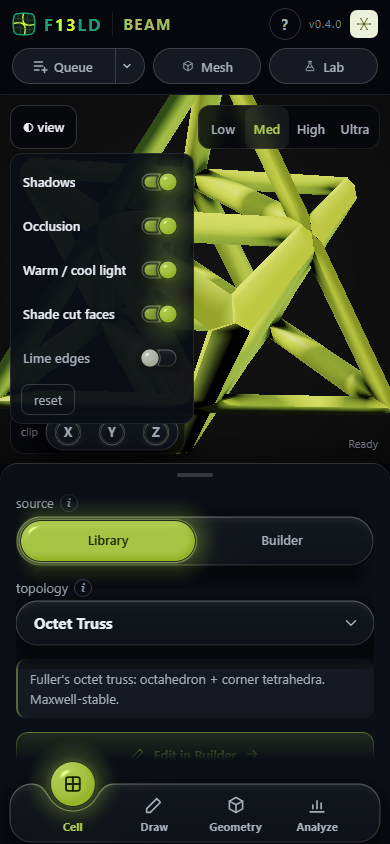 F13LD BEAM
? v0.4.0
Queue Mesh Lab
view
Low Med High Ultra
Shadows
Occlusion
Warm / cool light
Shade cut faces
Lime edges
reset
clip X Y Z
Ready
source i
Library Builder
topology i
Octet Truss
Fuller's octet truss: octahedron + corner tetrahedra.
Maxwell-stable.
Edit in Builder →
Cell Draw Geometry Analyze